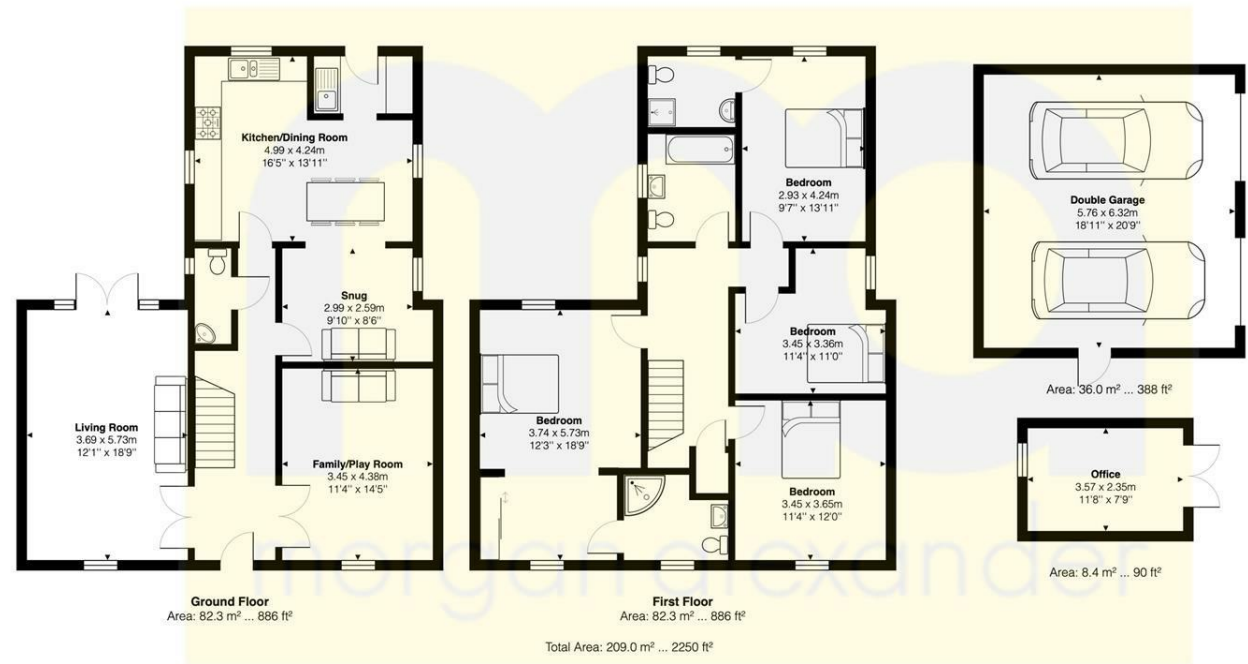 Kitchen/Dining Room
4.99 x 4.24m
16'5'' x 13'11''
Snug
2.99 x 2.59m
9'10'' x 8'6''
Living Room
3.69 x 5.73m
12'1'' x 18'9''
Family/Play Room
3.45 x 4.38m
11'4'' x 14'5''
Ground Floor
Area: 82.3 m² ... 886 ft²
Bedroom
2.93 x 4.24m
9'7'' x 13'11''
Bedroom
3.45 x 3.36m
11'4'' x 11'0''
Bedroom
3.74 x 5.73m
12'3'' x 18'9''
Bedroom
3.45 x 3.65m
11'4'' x 12'0''
First Floor
Area: 82.3 m² ... 886 ft²
Double Garage
5.76 x 6.32m
18'11'' x 20'9''
Area: 36.0 m² ... 388 ft²
Office
3.57 x 2.35m
11'8'' x 7'9''
Area: 8.4 m² ... 90 ft²
Total Area: 209.0 m² ... 2250 ft²
ma
morgan alexander